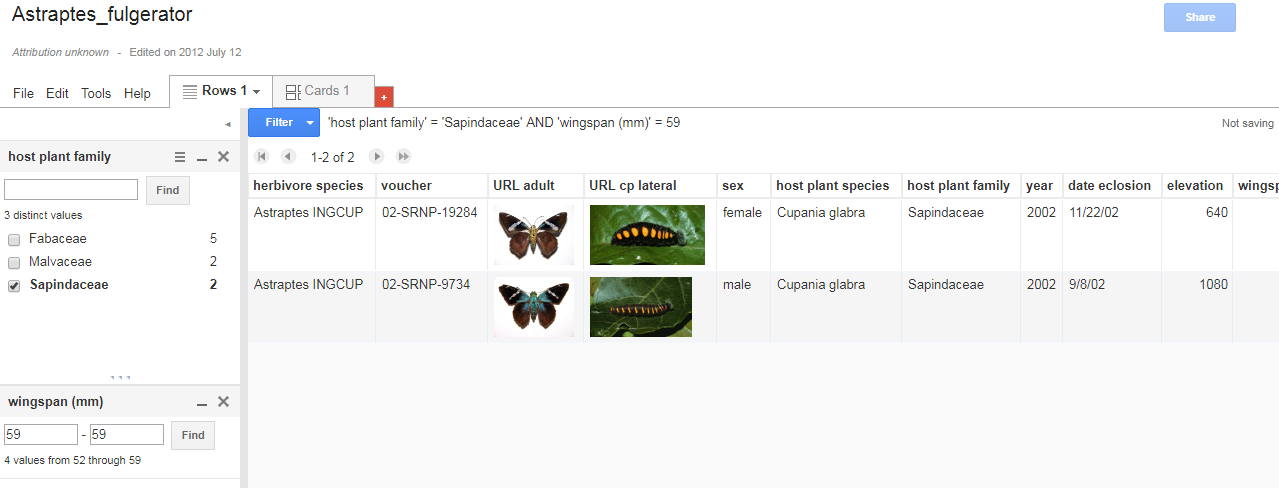 Astraptes_fulgerator
Share
Attribution unknown - Edited on 2012 July 12
File Edit Tools Help Rows 1 Cards 1 +
Filter 'host plant family' = 'Sapindaceae' AND 'wingspan (mm)' = 59 Not saving
host plant family
1-2 of 2
Find
3 distinct values
Fabaceae 5
Malvaceae 2
Sapindaceae 2
herbivore species voucher URL adult URL cp lateral sex host plant species host plant family year date eclosion elevation wingsp
Astraptes INGCUP 02-SRNP-19284 female Cupania glabra Sapindaceae 2002 11/22/02 640
Astraptes INGCUP 02-SRNP-9734 male Cupania glabra Sapindaceae 2002 9/8/02 1080
wingspan (mm)
59 - 59 Find
4 values from 52 through 59